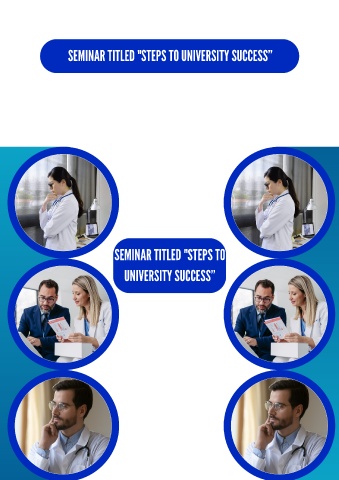 SEMINAR TITLED "STEPS TO UNIVERSITY SUCCESS"
SEMINAR TITLED "STEPS TO
UNIVERSITY SUCCESS"